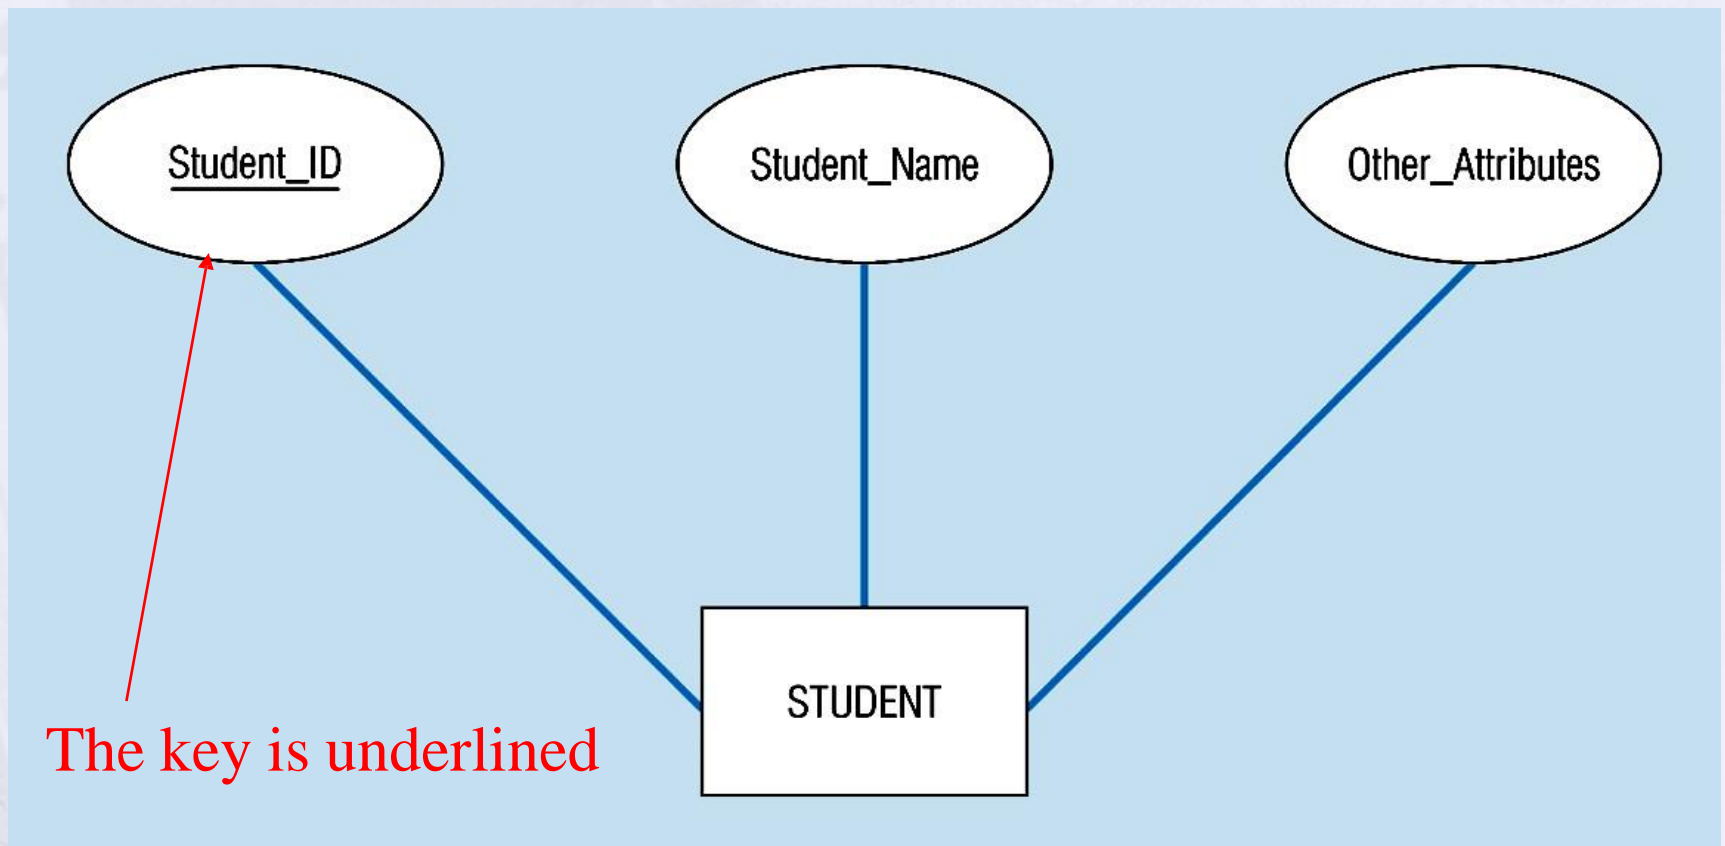 Student_ID
Student_Name
Other_Attributes
STUDENT
The key is underlined